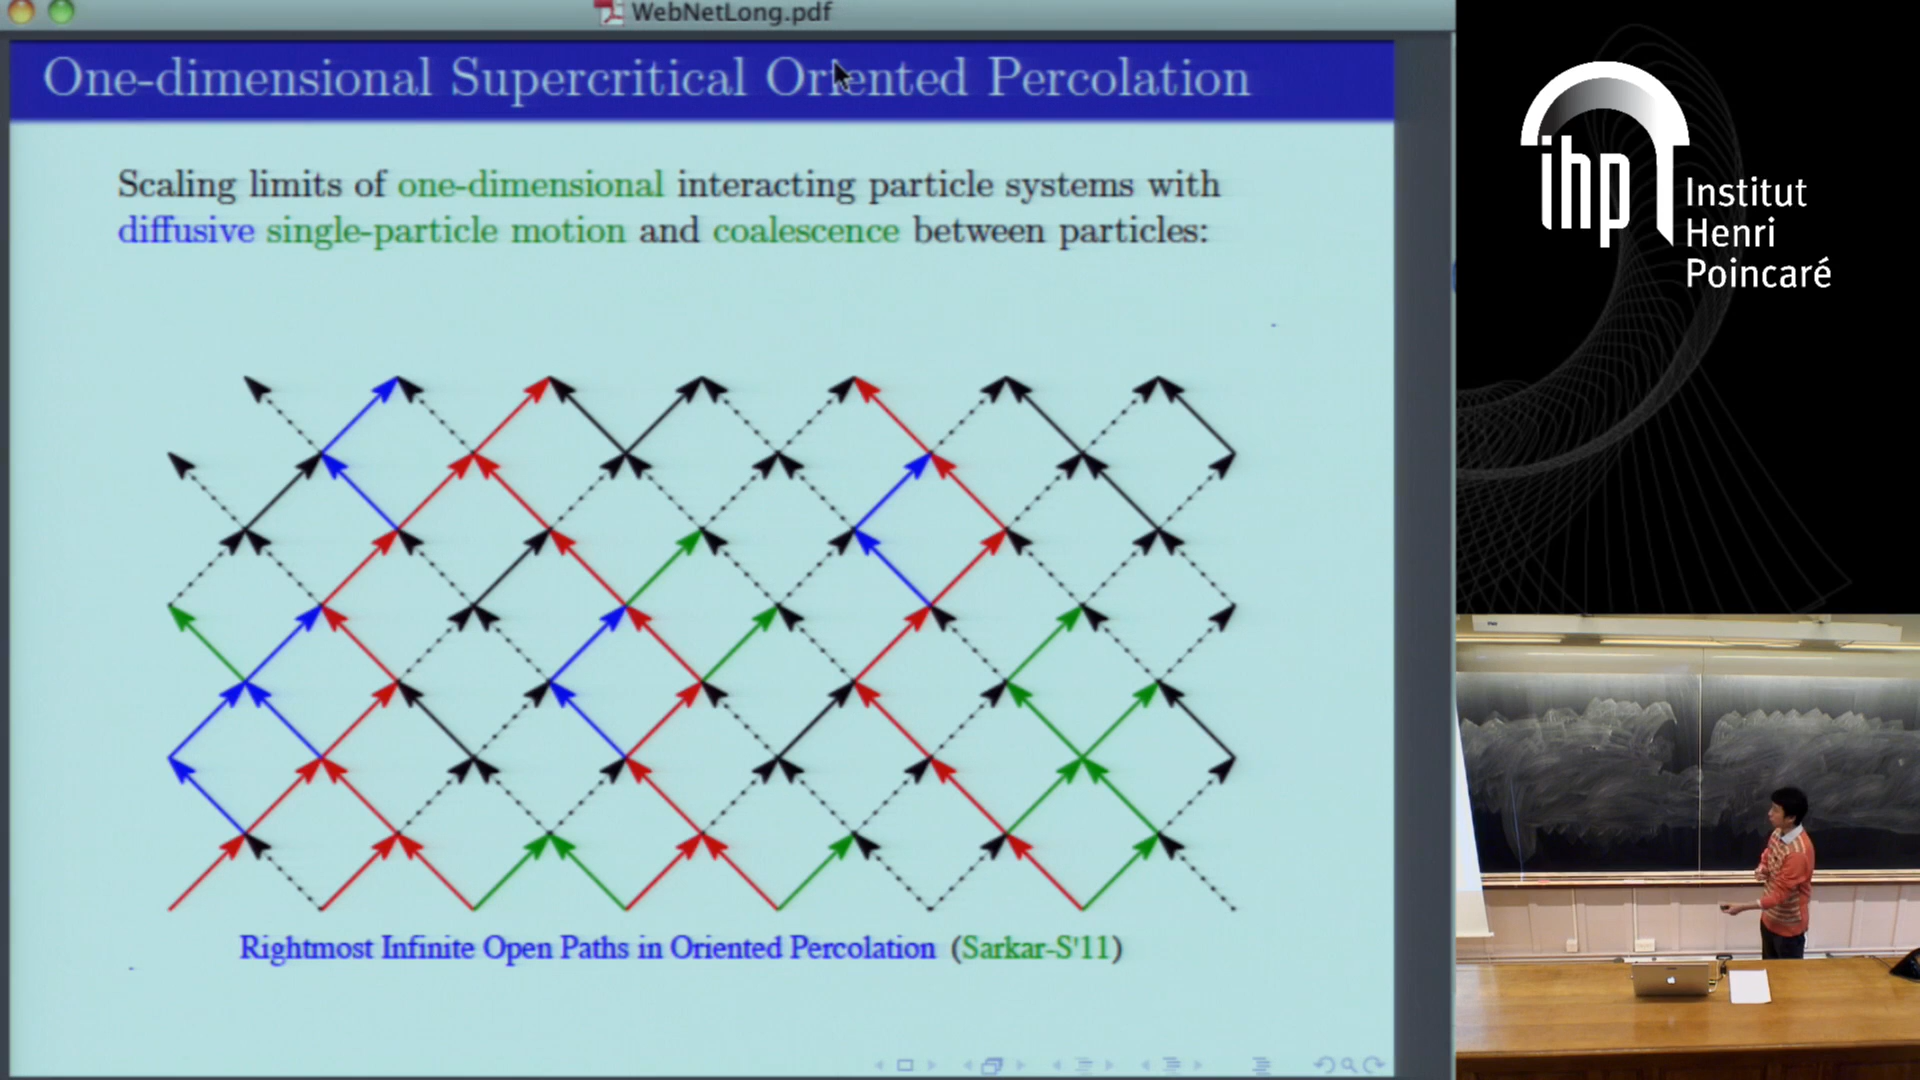 WebNetLong.pdf
One-dimensional Supercritical Oriented Percolation
Scaling limits of one-dimensional interacting particle systems with
diffusive single-particle motion and coalescence between particles:
Rightmost Infinite Open Paths in Oriented Percolation (Sarkar-S'11)
ihp
Institut
Henri
Poincaré